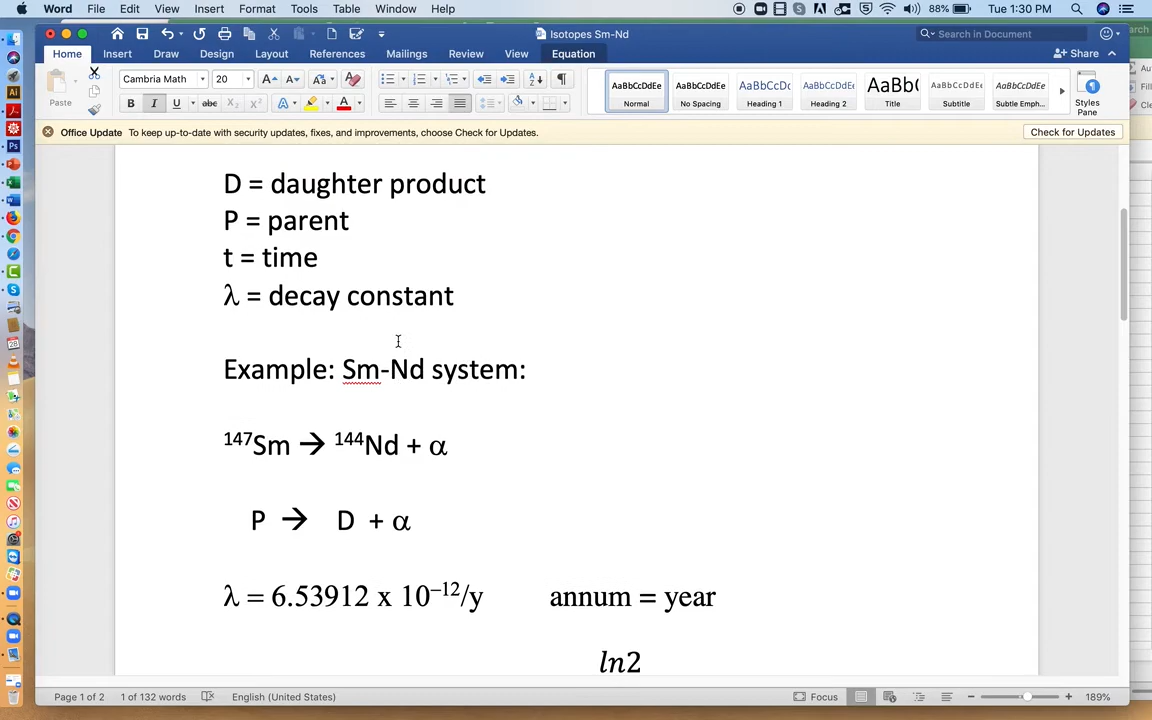 Word File Edit View Insert Format Tools Table Window Help 88% Tue 1:30 PM
Isotopes Sm-Nd
Search in Document
Home Insert Draw Design Layout References Mailings Review View Equation
Share
Paste
Cambria Math 20
B I U abc X₂ X²
AaBbCcDdEe AaBbCcDdEe AaBbCcDc AaBbCcDdEe AaBb( AaBbCcDdEe AaBbCcDdEe
Normal No Spacing Heading 1 Heading 2 Title Subtitle Subtle Emph...
Styles
Pane
Office Update To keep up-to-date with security updates, fixes, and improvements, choose Check for Updates.
Check for Updates
D = daughter product
P = parent
t = time
λ = decay constant
Example: Sm-Nd system:
¹⁴⁷Sm → ¹⁴⁴Nd + α
P → D + α
λ = 6.53912 x 10⁻¹²/y annum = year
ln2
Page 1 of 2 1 of 132 words English (United States) Focus 189%